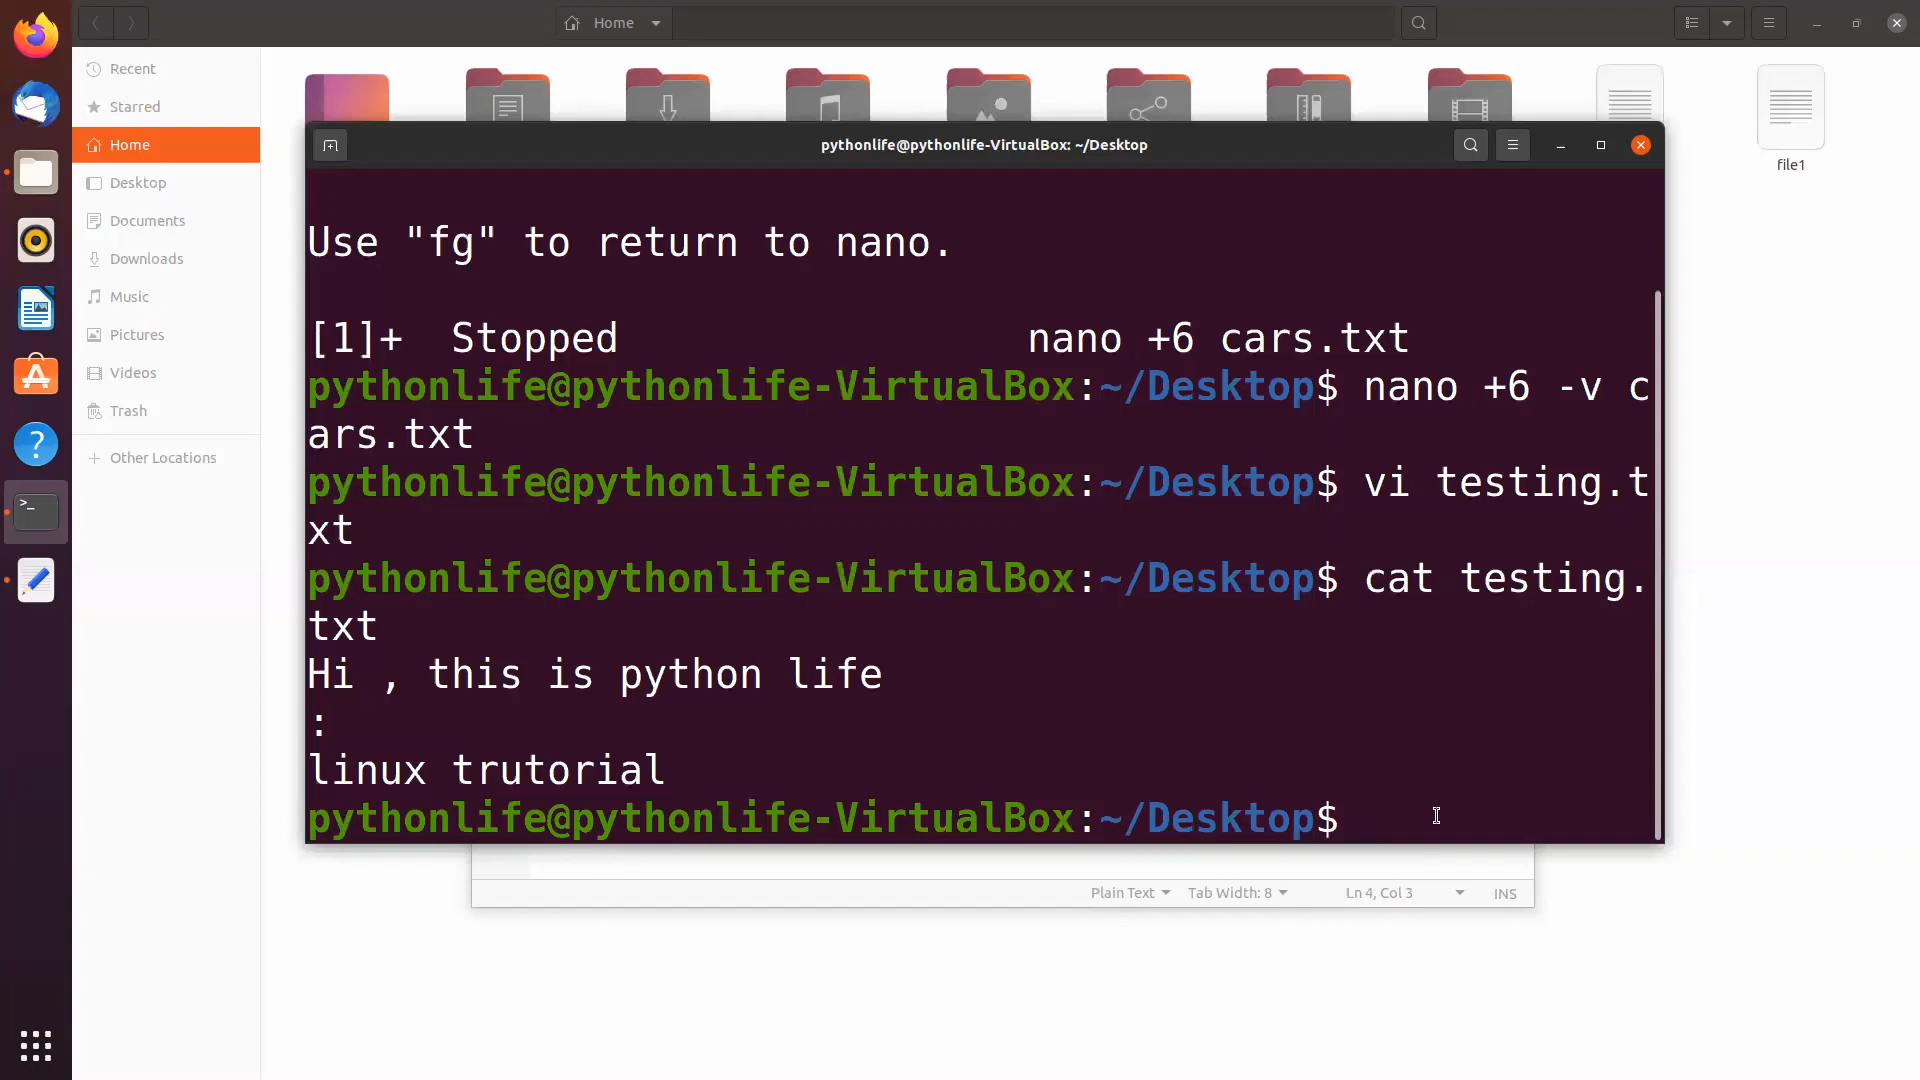 Home
Recent
Starred
Home
Desktop
Documents
Downloads
Music
Pictures
Videos
Trash
+ Other Locations
file1
pythonlife@pythonlife-VirtualBox: ~/Desktop
Use "fg" to return to nano.
[1]+  Stopped                 nano +6 cars.txt
pythonlife@pythonlife-VirtualBox:~/Desktop$ nano +6 -v c
ars.txt
pythonlife@pythonlife-VirtualBox:~/Desktop$ vi testing.t
xt
pythonlife@pythonlife-VirtualBox:~/Desktop$ cat testing.
txt
Hi , this is python life
:
linux trutorial
pythonlife@pythonlife-VirtualBox:~/Desktop$
Plain Text Tab Width: 8 Ln 4, Col 3 INS